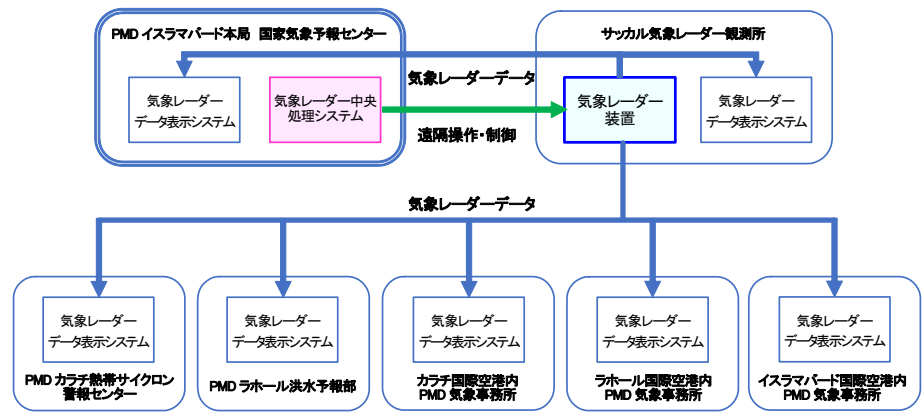 PMD イスラマバード本局 国家気象予報センター
サッカル気象レーダー観測所
気象レーダーデータ
気象レーダー
データ表示システム
気象レーダー中央
処理システム
気象レーダー
装置
気象レーダー
データ表示システム
遠隔操作・制御
気象レーダーデータ
気象レーダー
データ表示システム
気象レーダー
データ表示システム
気象レーダー
データ表示システム
気象レーダー
データ表示システム
気象レーダー
データ表示システム
PMD カラチ熱帯サイクロン
警報センター
PMD ラホール洪水予報部
カラチ国際空港内
PMD 気象事務所
ラホール国際空港内
PMD 気象事務所
イスラマバード国際空港内
PMD 気象事務所